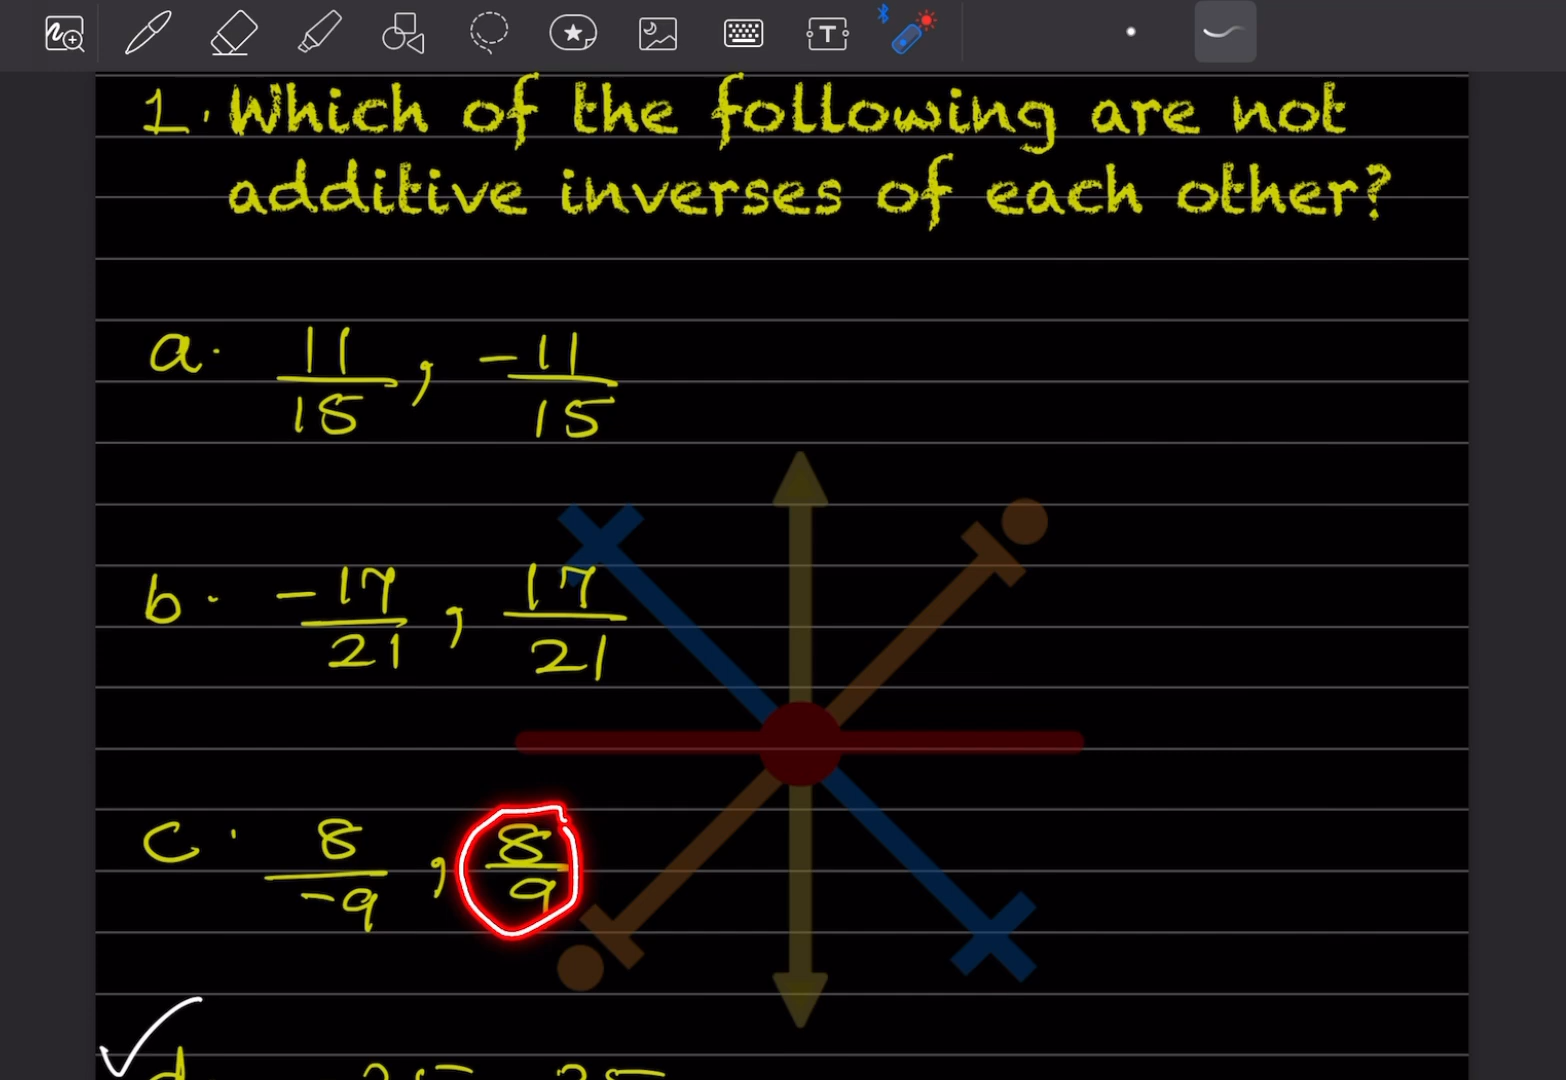 1. Which of the following are not
additive inverses of each other?
a. 11/15 , -11/15
b. -17/21 , 17/21
c. 8/-9 , 8/9